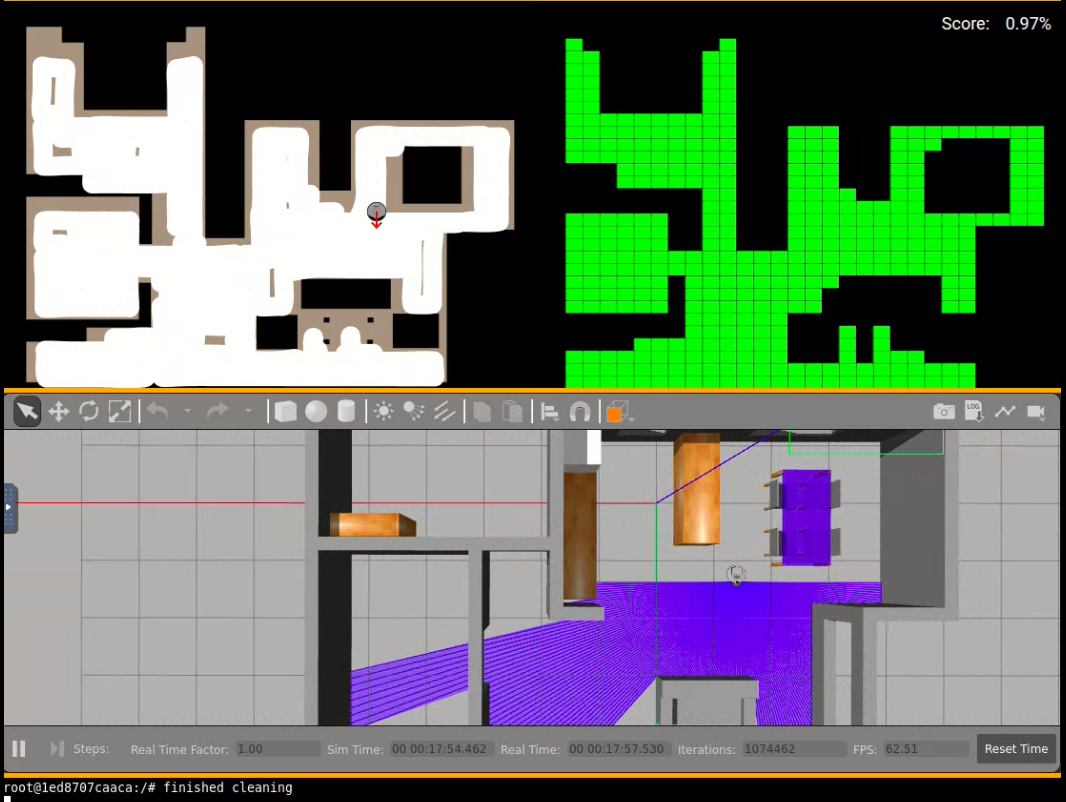 Score: 0.97%
LOG
Steps: Real Time Factor: 1.00 Sim Time: 00 00:17:54.462 Real Time: 00 00:17:57.530 Iterations: 1074462 FPS: 62.51 Reset Time
root@1ed8707caaca:/# finished cleaning